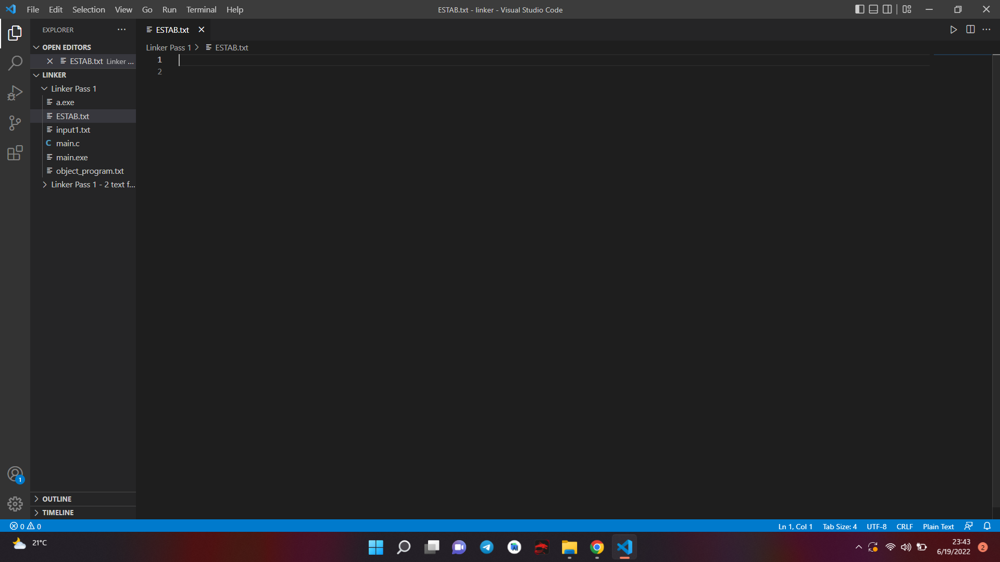 File Edit Selection View Go Run Terminal Help
ESTAB.txt - linker - Visual Studio Code
EXPLORER
OPEN EDITORS
ESTAB.txt Linker ...
LINKER
Linker Pass 1
a.exe
ESTAB.txt
input1.txt
C main.c
main.exe
object_program.txt
Linker Pass 1 - 2 text f...
OUTLINE
TIMELINE
ESTAB.txt
Linker Pass 1 > ESTAB.txt
1
2
1
0 0
Ln 1, Col 1 Tab Size: 4 UTF-8 CRLF Plain Text
21°C
23:43
6/19/2022
2